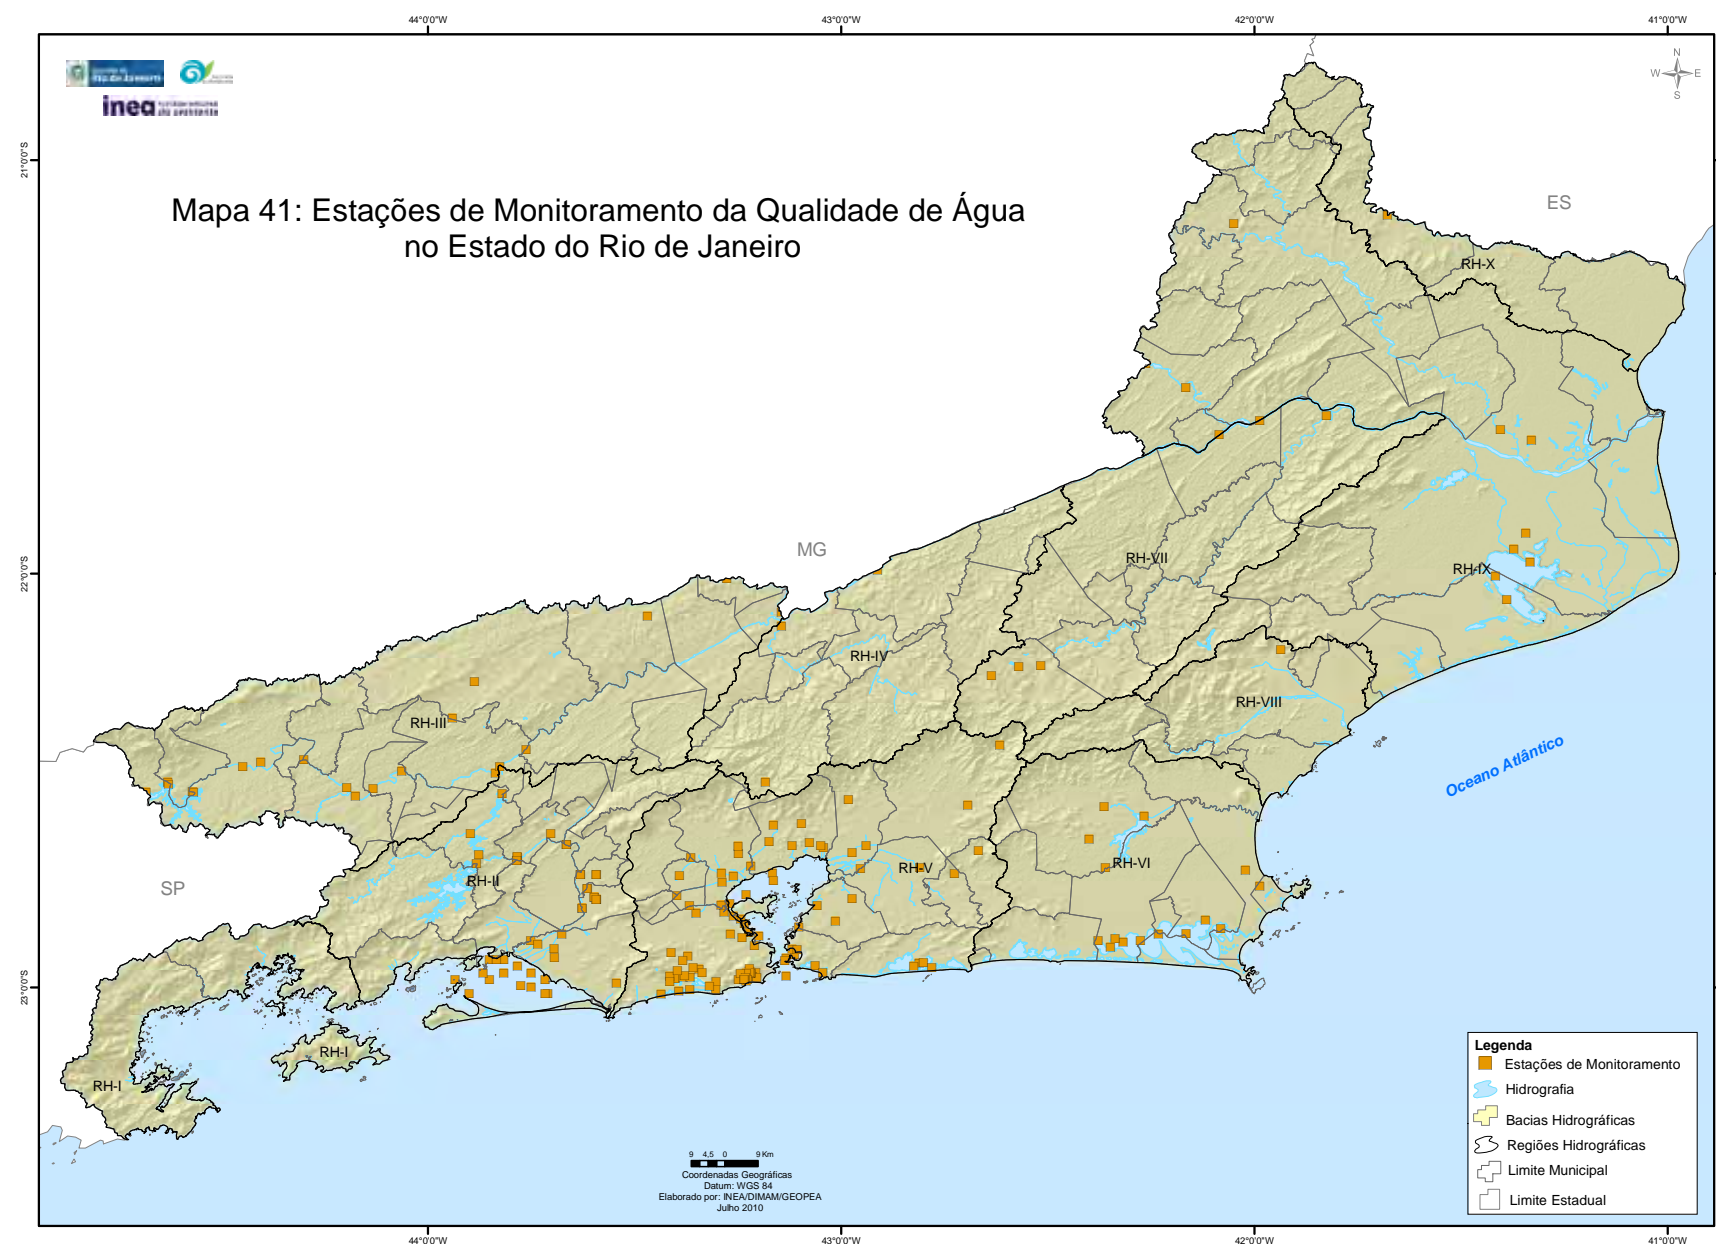 44°0'0"W
43°0'0"W
42°0'0"W
41°0'0"W
inea
N
W E
S
21°0'0"S
Mapa 41: Estações de Monitoramento da Qualidade de Água
no Estado do Rio de Janeiro
ES
RH-X
MG
RH-VII
RH-IX
22°0'0"S
RH-IV
RH-VIII
RH-III
Oceano Atlântico
RH-VI
RH-V
RH-II
SP
23°0'0"S
RH-I
RH-I
Legenda
Estações de Monitoramento
Hidrografia
Bacias Hidrográficas
Regiões Hidrográficas
Limite Municipal
Limite Estadual
9 4,5 0 9 Km
Coordenadas Geográficas
Datum: WGS 84
Elaborado por: INEA/DIMAM/GEOPEA
Julho 2010
44°0'0"W
43°0'0"W
42°0'0"W
41°0'0"W